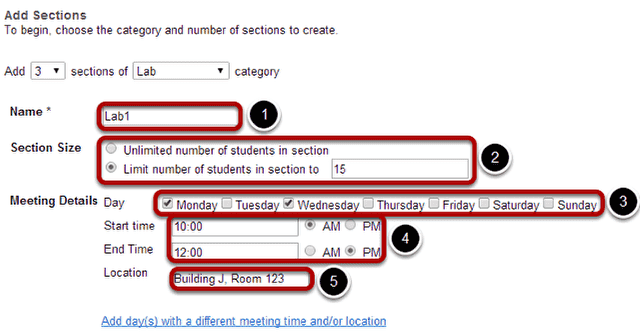 Add Sections
To begin, choose the category and number of sections to create.
Add 3 sections of Lab category
Name * Lab1 1
Section Size Unlimited number of students in section
Limit number of students in section to 15 2
Meeting Details Day Monday Tuesday Wednesday Thursday Friday Saturday Sunday 3
Start time 10:00 AM PM
End Time 12:00 AM PM 4
Location Building J, Room 123 5
Add day(s) with a different meeting time and/or location